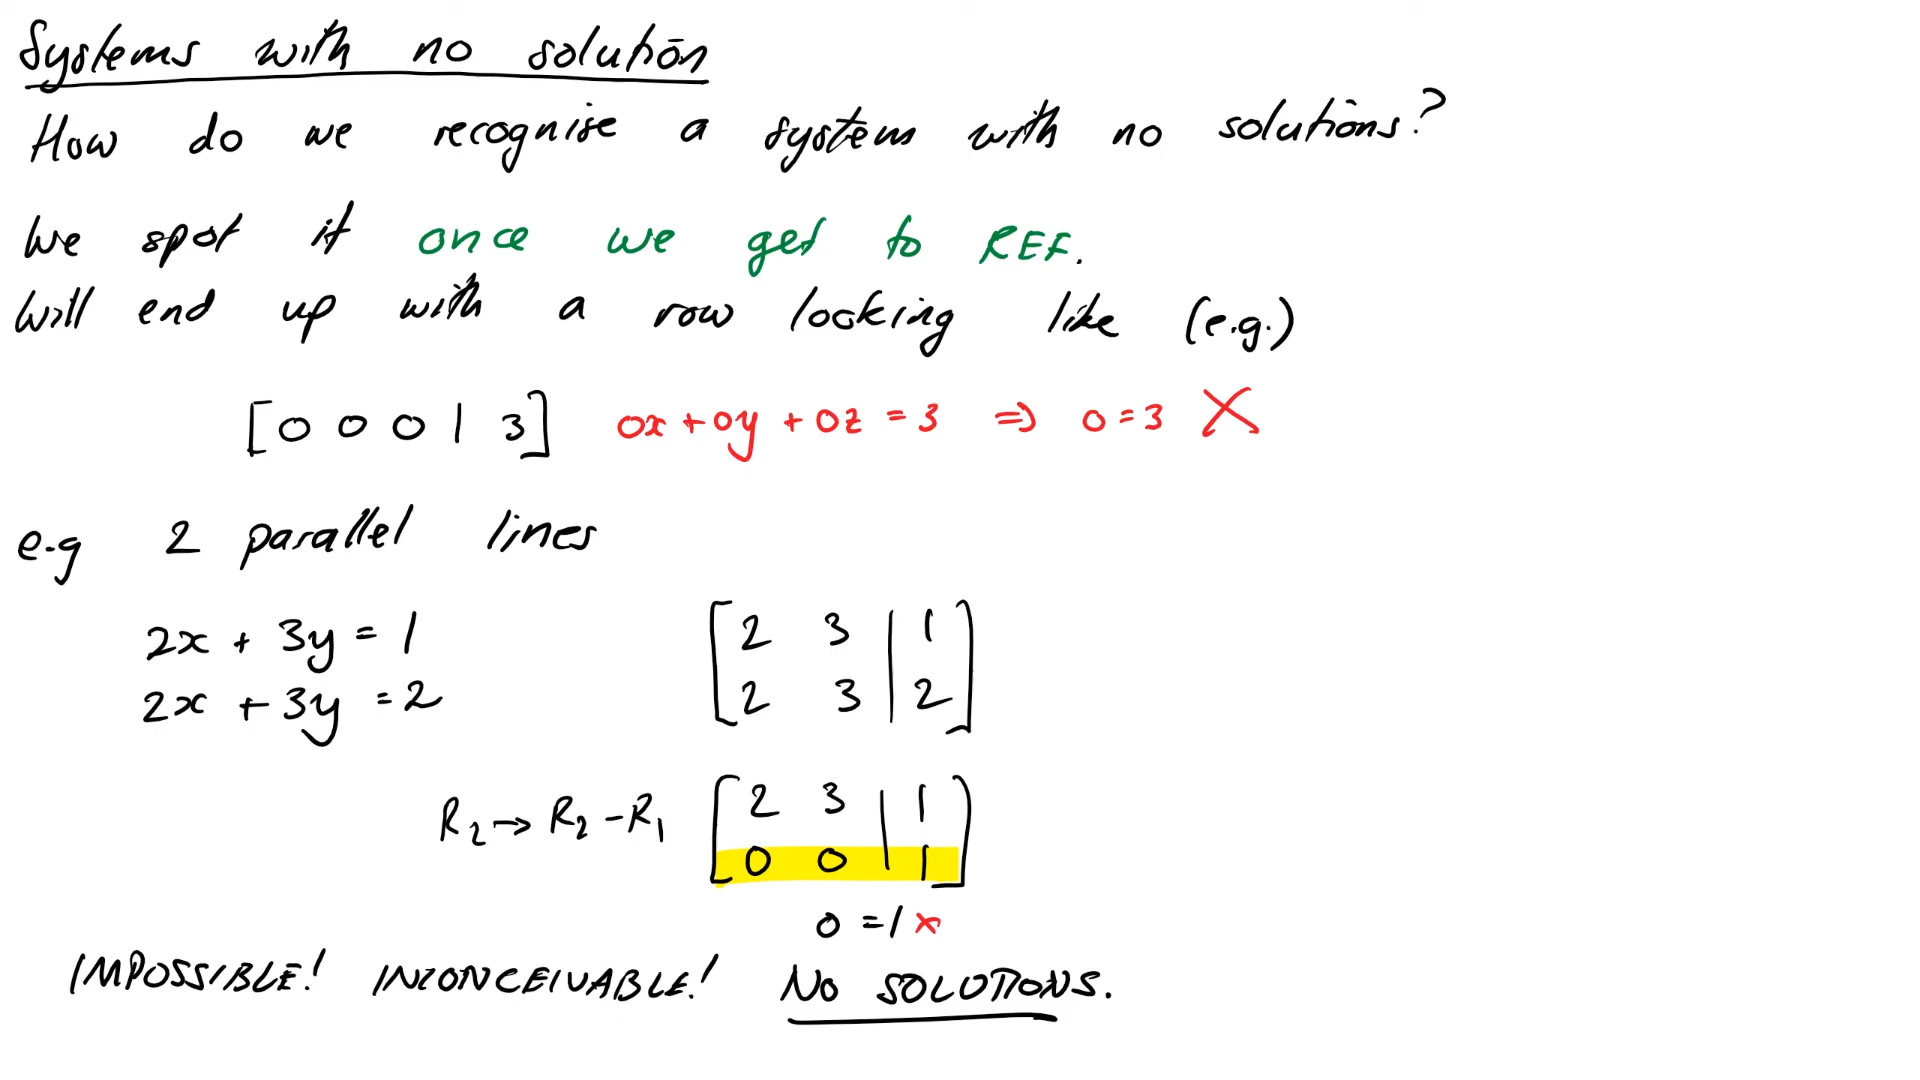 Systems with no solution
How do we recognise a system with no solutions?
We spot it once we get to REF.
Will end up with a row looking like (e.g.)
[0 0 0 | 3] 0x + 0y + 0z = 3 ⇒ 0 = 3 X
e.g 2 parallel lines
2x + 3y = 1 [2 3 | 1
2x + 3y = 2 2 3 | 2]
R₂ → R₂ - R₁ [2 3 | 1
0 0 | 1]
0 = 1 ×
IMPOSSIBLE! INCONCEIVABLE! NO SOLUTIONS.